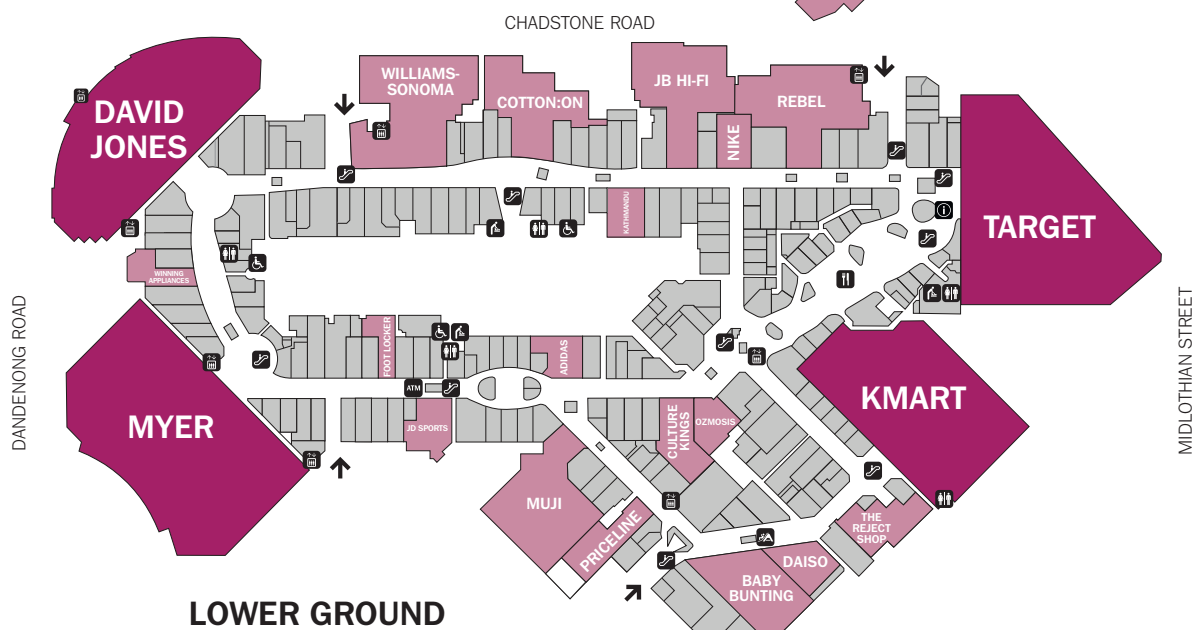 CHADSTONE ROAD
DAVID
JONES
WILLIAMS-
SONOMA
COTTON:ON
JB HI-FI
REBEL
NIKE
KATHMANDU
TARGET
WINNING
APPLIANCES
DANDENONG ROAD
MIDLOTHIAN STREET
FOOT LOCKER
ADIDAS
ATM
MYER
KMART
JD SPORTS
CULTURE
KINGS
OZMOSIS
MUJI
PRICELINE
THE
REJECT
SHOP
DAISO
BABY
BUNTING
LOWER GROUND